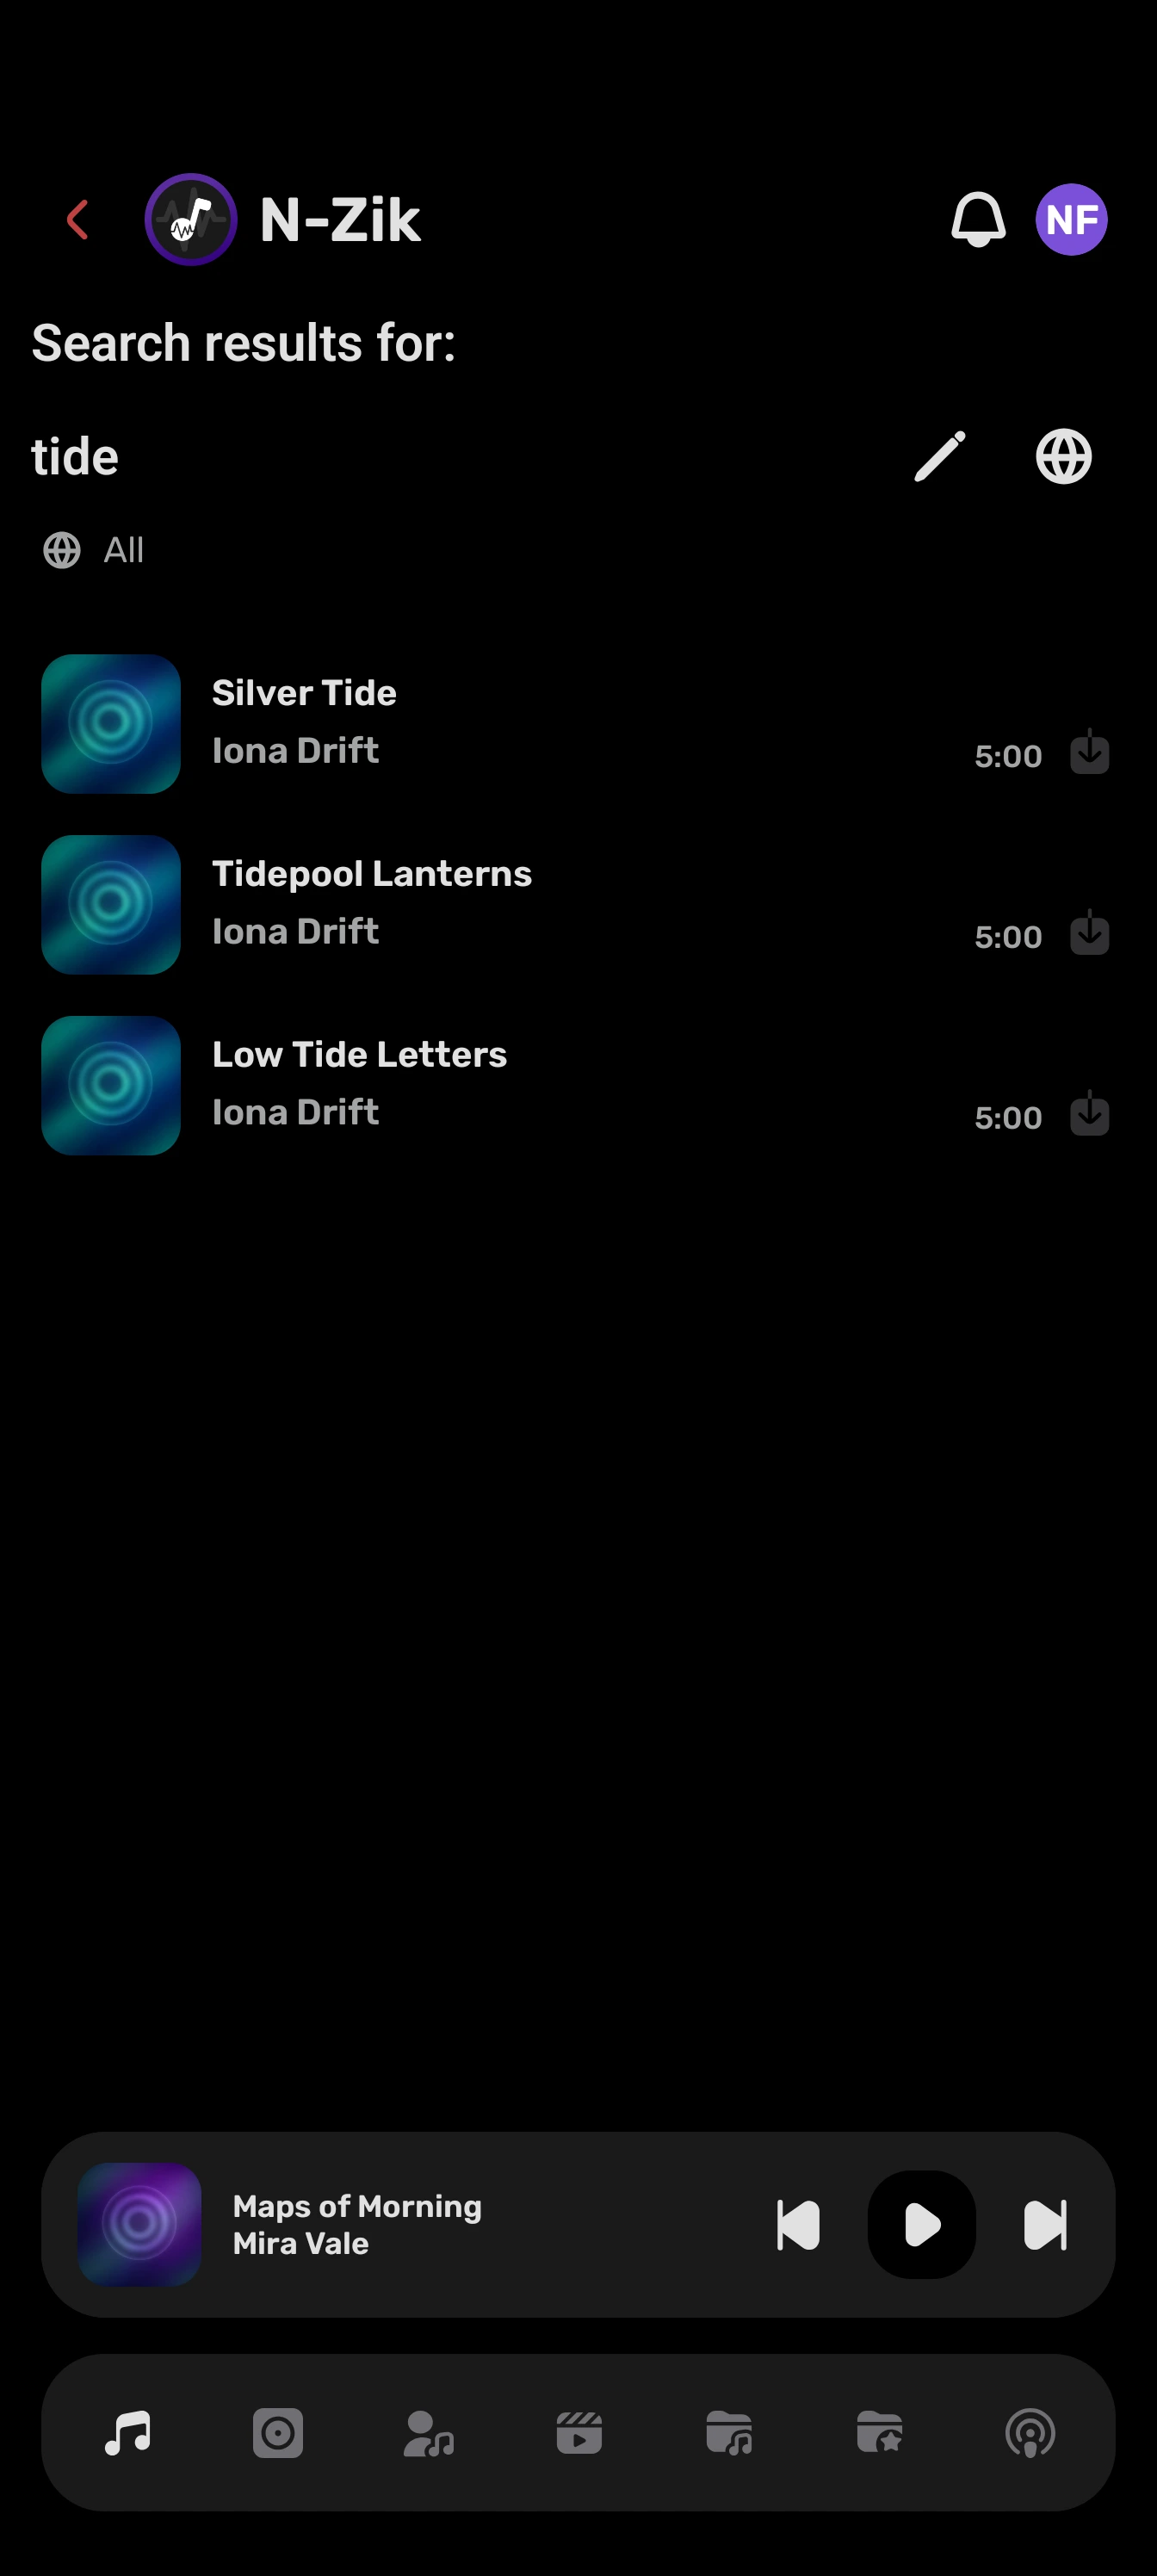 N-Zik
NF
Search results for:
tide
All
Silver Tide
Iona Drift
5:00
Tidepool Lanterns
Iona Drift
5:00
Low Tide Letters
Iona Drift
5:00
Maps of Morning
Mira Vale